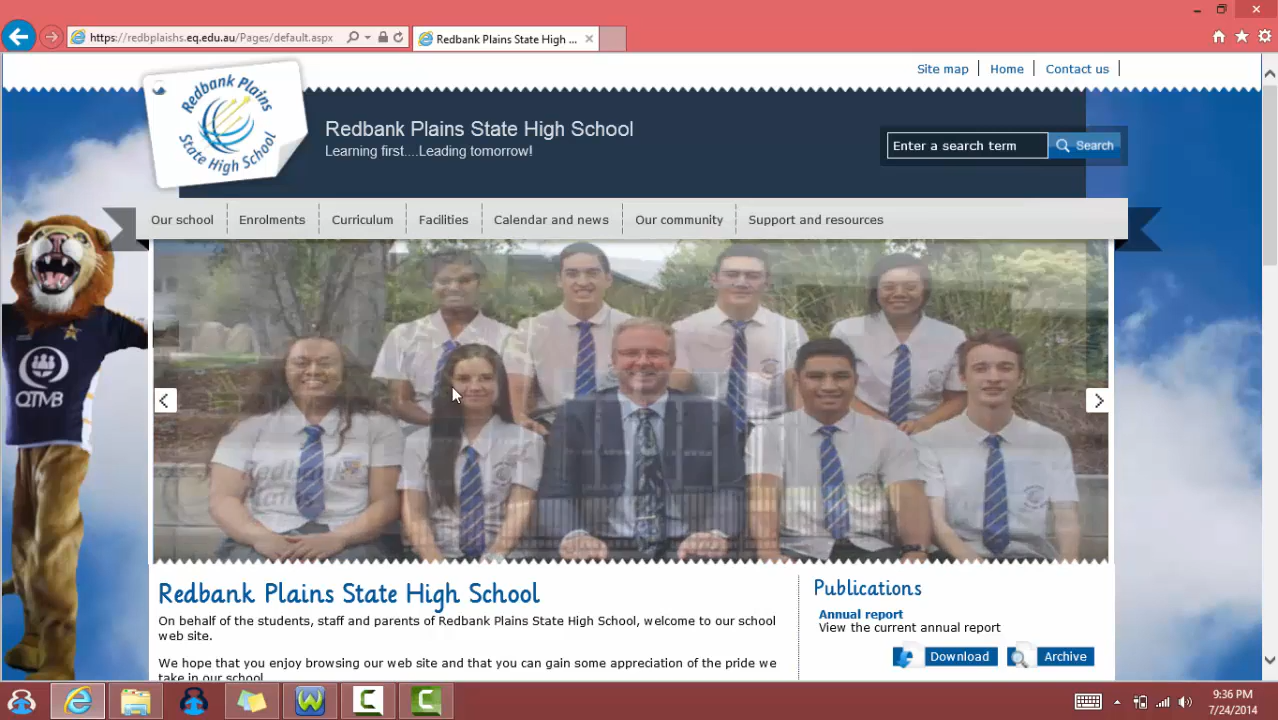 https://redbplaishs.eq.edu.au/Pages/default.aspx
Redbank Plains State High ...
Site map
Home
Contact us
Redbank Plains
State High School
Redbank Plains State High School
Learning first....Leading tomorrow!
Enter a search term
Search
Our school
Enrolments
Curriculum
Facilities
Calendar and news
Our community
Support and resources
QTMB
Redbank Plains State High School
On behalf of the students, staff and parents of Redbank Plains State High School, welcome to our school
web site.
We hope that you enjoy browsing our web site and that you can gain some appreciation of the pride we
take in our school
Publications
Annual report
View the current annual report
Download
Archive
9:36 PM
7/24/2014